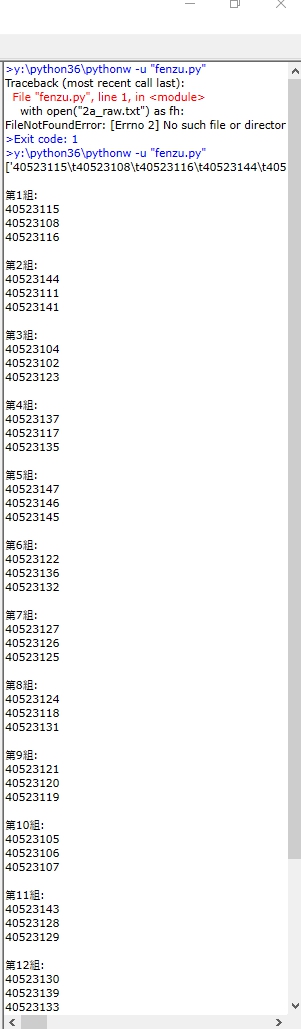 >y:\python36\pythonw -u "fenzu.py"
Traceback (most recent call last):
  File "fenzu.py", line 1, in <module>
    with open("2a_raw.txt") as fh:
FileNotFoundError: [Errno 2] No such file or director
>Exit code: 1
>y:\python36\pythonw -u "fenzu.py"
['40523115\t40523108\t40523116\t40523144\t405
第1組:
40523115
40523108
40523116
第2組:
40523144
40523111
40523141
第3組:
40523104
40523102
40523123
第4組:
40523137
40523117
40523135
第5組:
40523147
40523146
40523145
第6組:
40523122
40523136
40523132
第7組:
40523127
40523126
40523125
第8組:
40523124
40523118
40523131
第9組:
40523121
40523120
40523119
第10組:
40523105
40523106
40523107
第11組:
40523143
40523128
40523129
第12組:
40523130
40523139
40523133